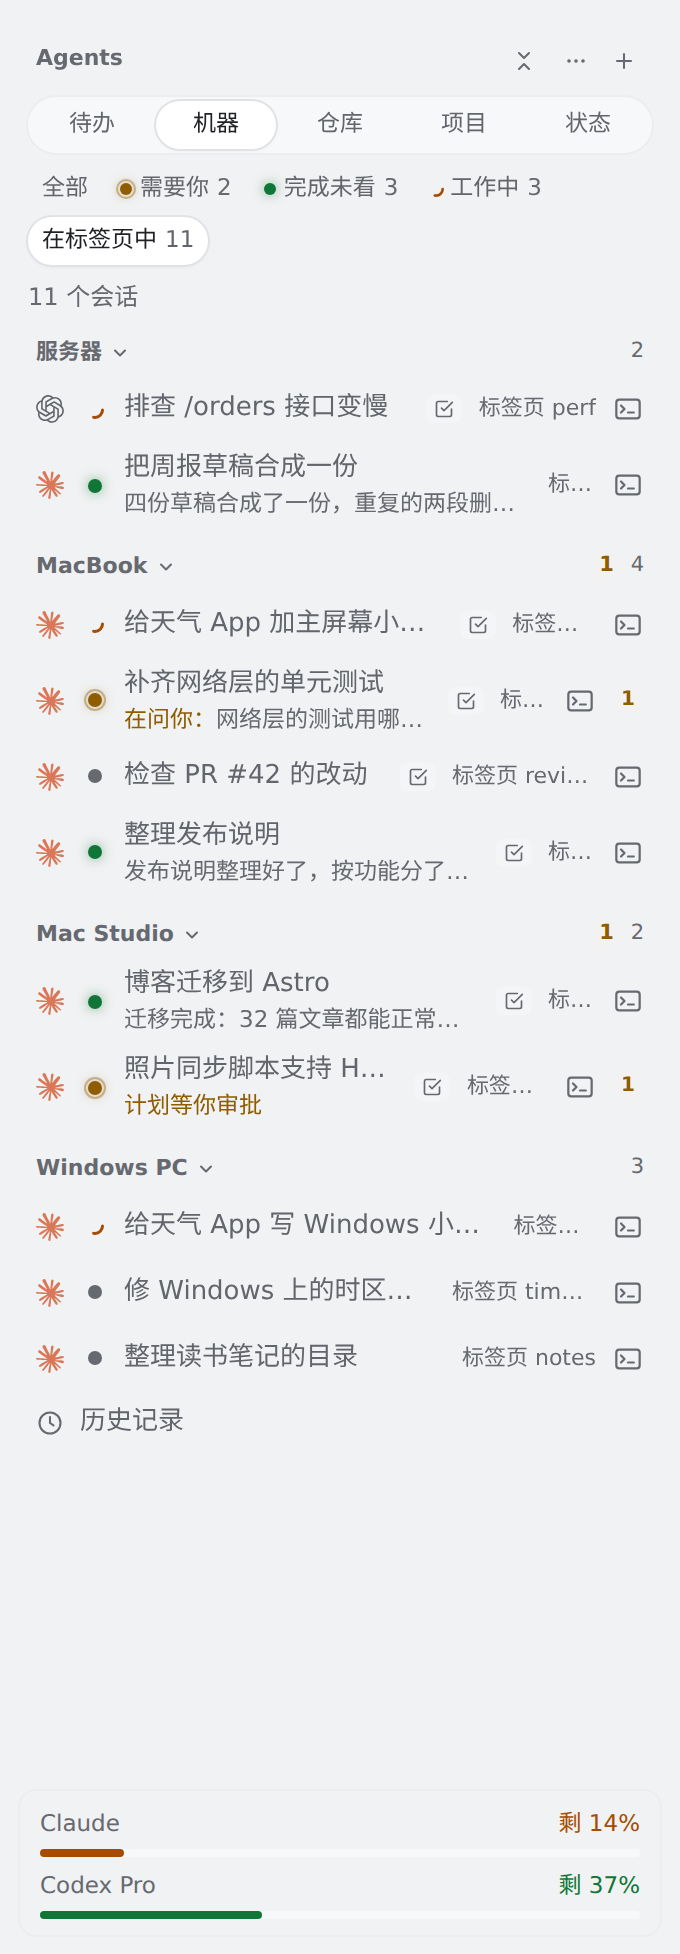 Agents
待办 机器 仓库 项目 状态
全部 需要你 2 完成未看 3 工作中 3
在标签页中 11
11 个会话
服务器 2
排查 /orders 接口变慢 标签页 perf
把周报草稿合成一份
四份草稿合成了一份，重复的两段删… 标…
MacBook 1 4
给天气 App 加主屏幕小… 标签…
补齐网络层的单元测试
在问你：网络层的测试用哪… 标… 1
检查 PR #42 的改动 标签页 revi…
整理发布说明
发布说明整理好了，按功能分了… 标…
Mac Studio 1 2
博客迁移到 Astro
迁移完成：32 篇文章都能正常… 标…
照片同步脚本支持 H… 标签… 1
计划等你审批
Windows PC 3
给天气 App 写 Windows 小… 标签…
修 Windows 上的时区… 标签页 tim…
整理读书笔记的目录 标签页 notes
历史记录
Claude 剩 14%
Codex Pro 剩 37%